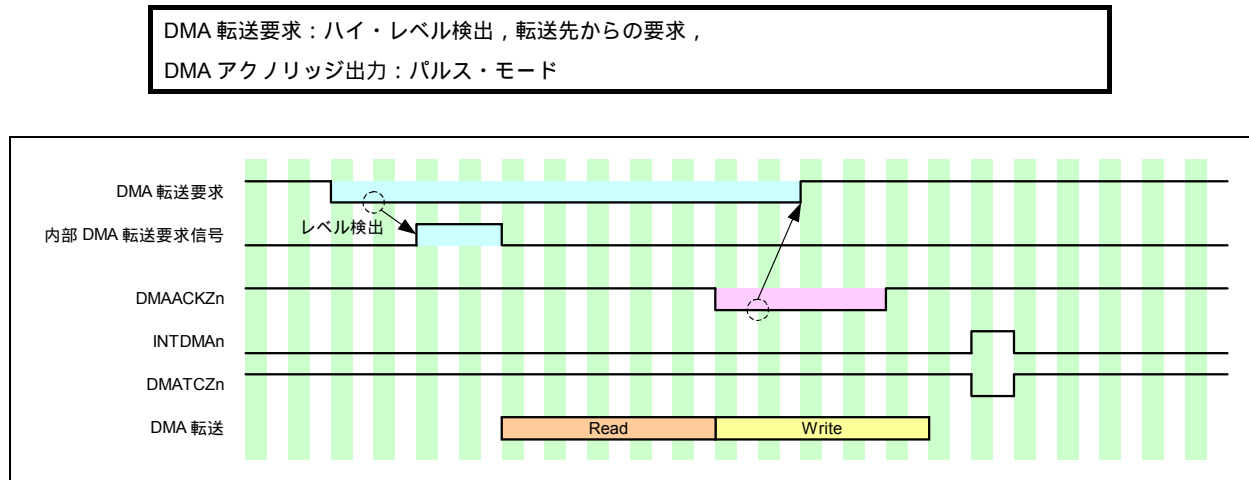 DMA 転送要求：ハイ・レベル検出，転送先からの要求，
DMA アクノリッジ出力：パルス・モード
DMA 転送要求
レベル検出
内部 DMA 転送要求信号
DMAACKZn
INTDMAn
DMATCZn
DMA 転送
Read
Write